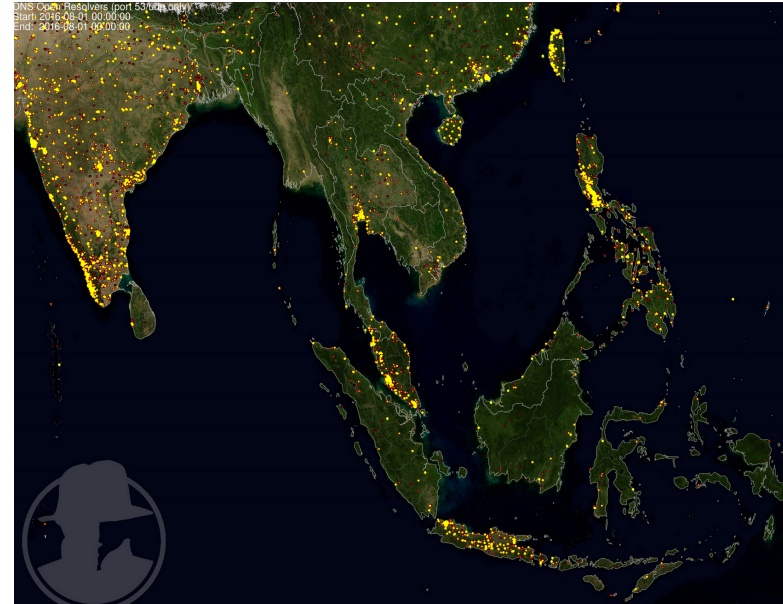 DNS Open Resolvers (port 53/udp only)
Start: 2016-08-01 00:00:00
End: 2016-08-01 00:00:00